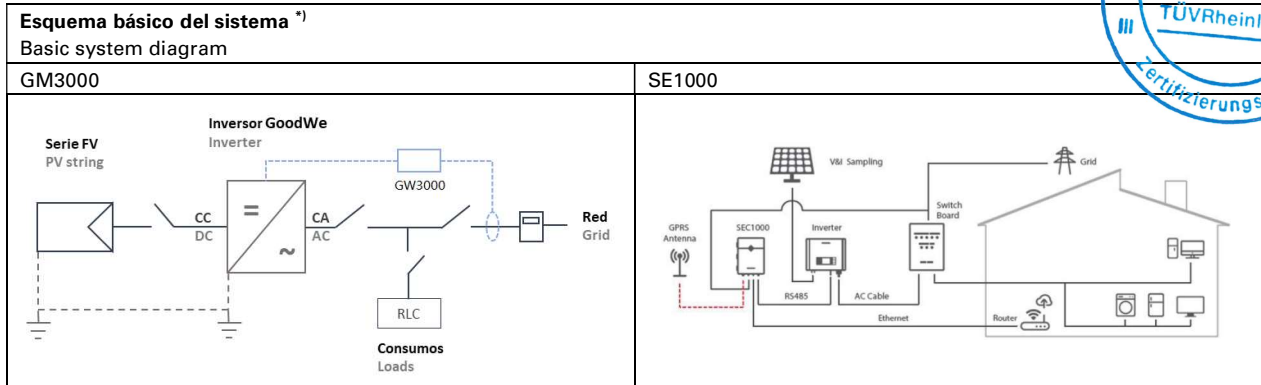 Esquema básico del sistema *)
Basic system diagram
GM3000
SE1000
Inversor GoodWe
Inverter
Serie FV
PV string
GW3000
CC
DC
=
~
CA
AC
Red
Grid
RLC
Consumos
Loads
V&I Sampling
Grid
Switch
Board
GPRS
Antenna
SEC1000
Inverter
RS485
AC Cable
Ethernet
Router
TÜVRheinl
Zertifizierungs